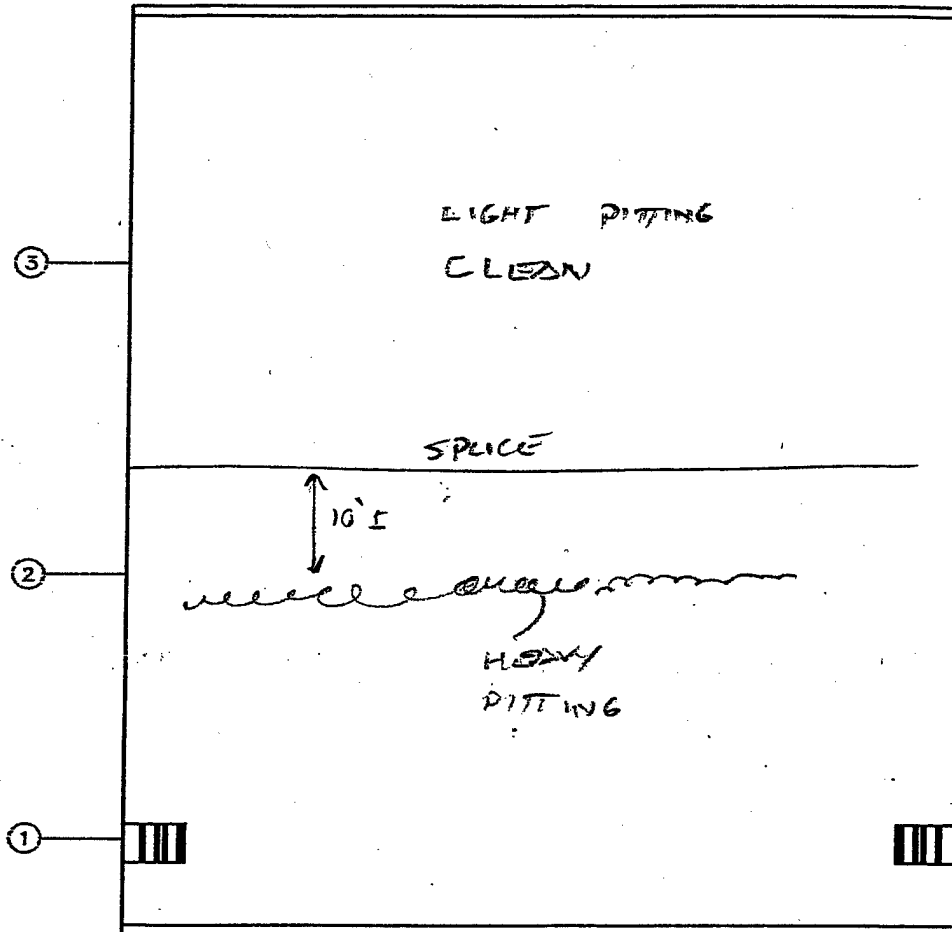 LIGHT PITTING
③
CLEAN
SPLICE
10'±
②
HEAVY
PITTING
①